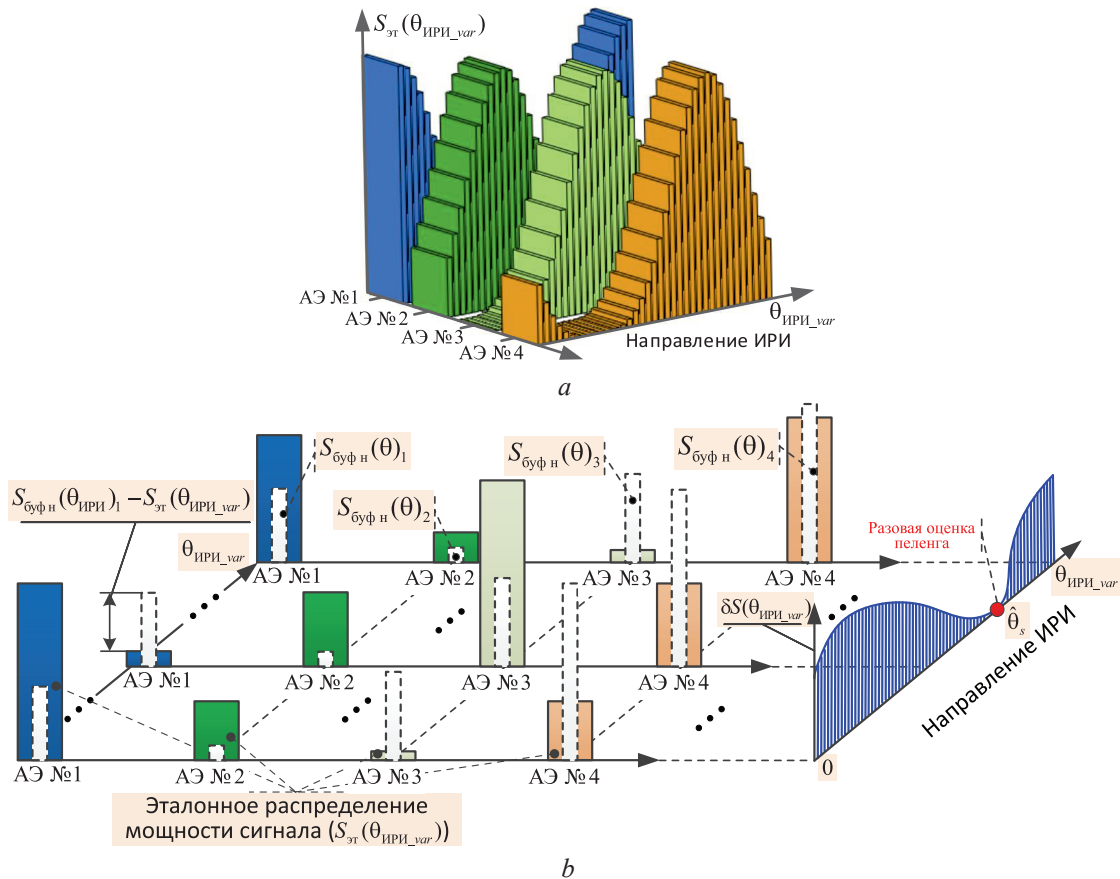 S_эт(θ_ИРИ_var)
АЭ №1
АЭ №2
АЭ №3
АЭ №4
θ_ИРИ_var
Направление ИРИ
a
S_буф н(θ)_1
S_буф н(θ)_3
S_буф н(θ)_4
S_буф н(θ_ИРИ)_1 − S_эт(θ_ИРИ_var)
S_буф н(θ)_2
Разовая оценка
пеленга
θ_ИРИ_var
АЭ №1
АЭ №2
АЭ №3
АЭ №4
θ_ИРИ_var
δS(θ_ИРИ_var)
θ̂_s
Направление ИРИ
АЭ №1
АЭ №2
АЭ №3
АЭ №4
АЭ №1
АЭ №2
АЭ №3
АЭ №4
0
Эталонное распределение
мощности сигнала (S_эт(θ_ИРИ_var))
b